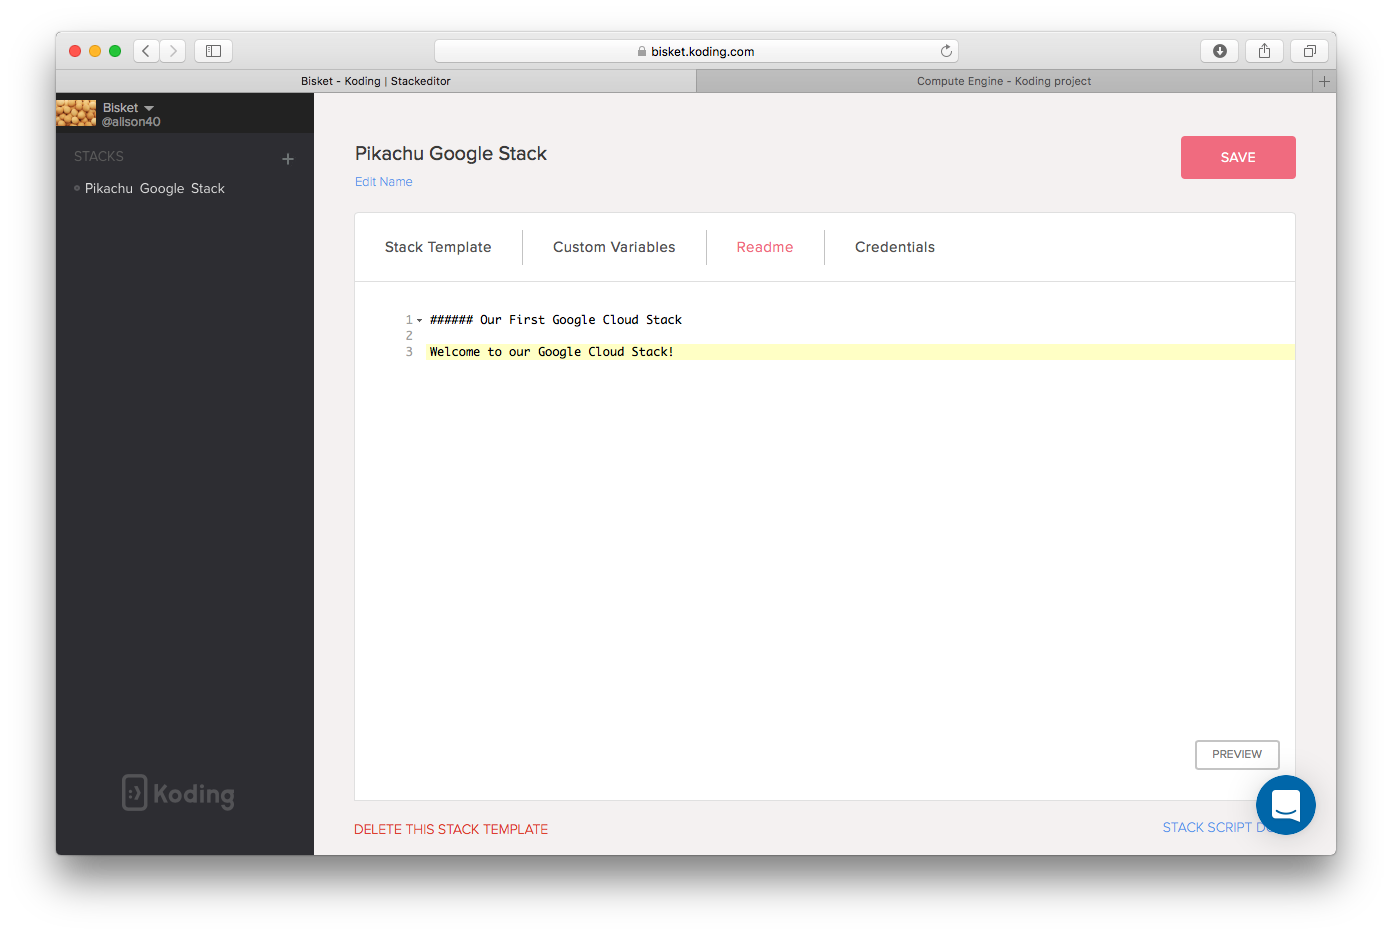 bisket.koding.com
Bisket - Koding | Stackeditor
Compute Engine - Koding project
Bisket
@alison40
STACKS
Pikachu Google Stack
Pikachu Google Stack
Edit Name
SAVE
Stack Template
Custom Variables
Readme
Credentials
1 ###### Our First Google Cloud Stack
2
3 Welcome to our Google Cloud Stack!
PREVIEW
:) Koding
DELETE THIS STACK TEMPLATE
STACK SCRIPT